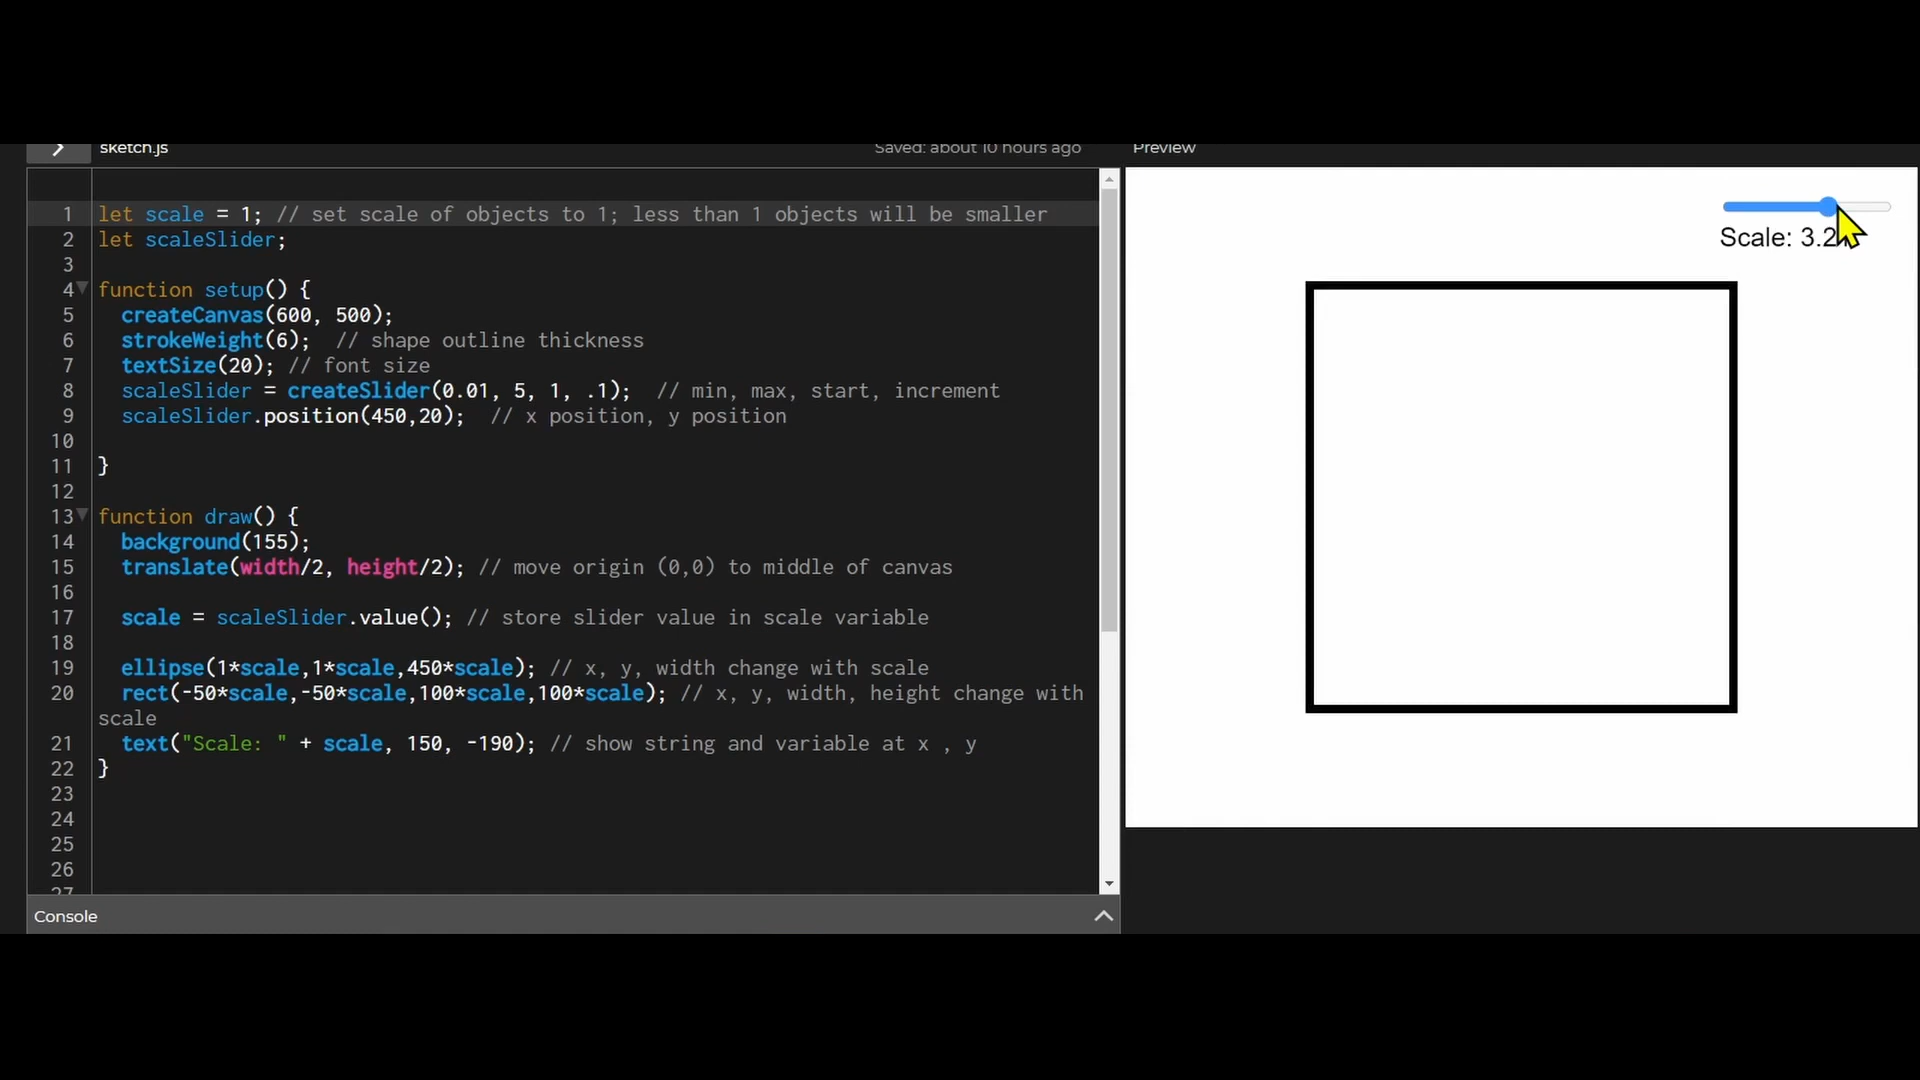 sketch.js
Saved: about 10 hours ago
Preview
1 let scale = 1; // set scale of objects to 1; less than 1 objects will be smaller
2 let scaleSlider;
3
4 function setup() {
5 createCanvas(600, 500);
6 strokeWeight(6); // shape outline thickness
7 textSize(20); // font size
8 scaleSlider = createSlider(0.01, 5, 1, .1); // min, max, start, increment
9 scaleSlider.position(450,20); // x position, y position
10
11 }
12
13 function draw() {
14 background(155);
15 translate(width/2, height/2); // move origin (0,0) to middle of canvas
16
17 scale = scaleSlider.value(); // store slider value in scale variable
18
19 ellipse(1*scale,1*scale,450*scale); // x, y, width change with scale
20 rect(-50*scale,-50*scale,100*scale,100*scale); // x, y, width, height change with
scale
21 text("Scale: " + scale, 150, -190); // show string and variable at x , y
22 }
23
24
25
26
27
Console
Scale: